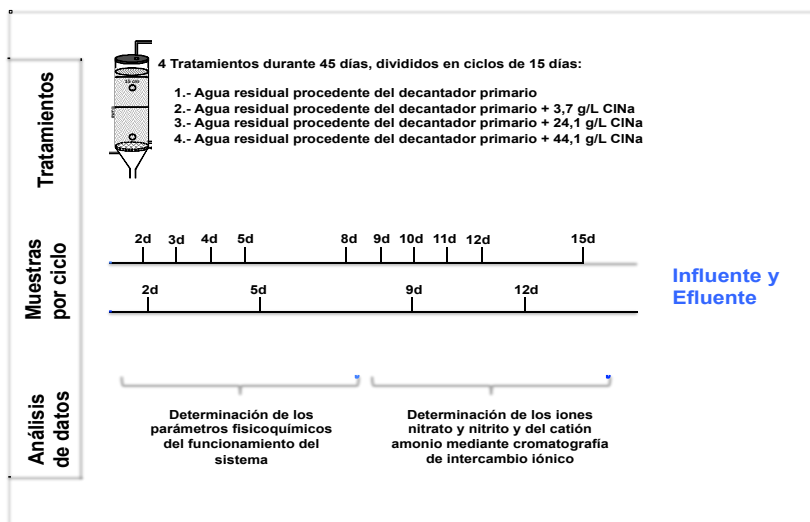 4 Tratamientos durante 45 días, divididos en ciclos de 15 días:
1.- Agua residual procedente del decantador primario
2.- Agua residual procedente del decantador primario + 3,7 g/L ClNa
3.- Agua residual procedente del decantador primario + 24,1 g/L ClNa
4.- Agua residual procedente del decantador primario + 44,1 g/L ClNa
Tratamientos
Muestras
por ciclo
2d 3d 4d 5d 8d 9d 10d 11d 12d 15d
2d 5d 9d 12d
Influente y
Efluente
Análisis
de datos
Determinación de los
parámetros fisicoquímicos
del funcionamiento del
sistema
Determinación de los iones
nitrato y nitrito y del catión
amonio mediante cromatografía
de intercambio iónico